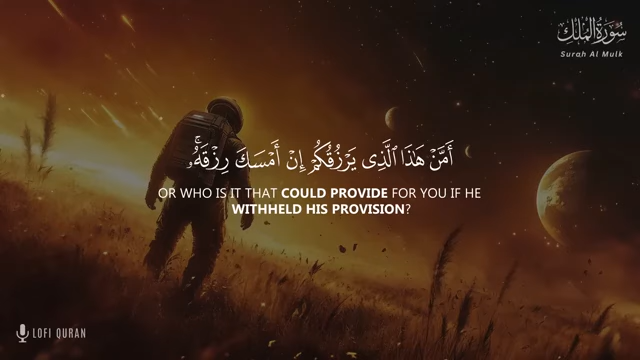 سُورَةُ المُلْكِ
Surah Al Mulk
أَمَّنْ هَٰذَا ٱلَّذِى يَرْزُقُكُمْ إِنْ أَمْسَكَ رِزْقَهُۥ ۚ
OR WHO IS IT THAT COULD PROVIDE FOR YOU IF HE
WITHHELD HIS PROVISION?
LOFI QURAN